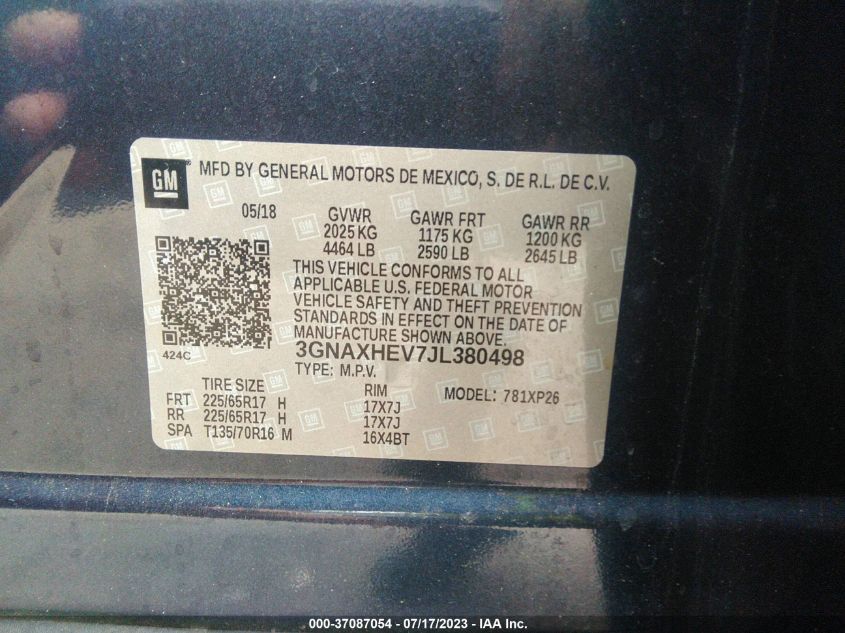 GM ® MFD BY GENERAL MOTORS DE MEXICO, S. DE R.L. DE C.V.
05/18 GVWR GAWR FRT GAWR RR
2025 KG 1175 KG 1200 KG
4464 LB 2590 LB 2645 LB
THIS VEHICLE CONFORMS TO ALL
APPLICABLE U.S. FEDERAL MOTOR
VEHICLE SAFETY AND THEFT PREVENTION
STANDARDS IN EFFECT ON THE DATE OF
MANUFACTURE SHOWN ABOVE.
424C 3GNAXHEV7JL380498
TYPE: M.P.V.
TIRE SIZE RIM MODEL: 781XP26
FRT 225/65R17 H 17X7J
RR 225/65R17 H 17X7J
SPA T135/70R16 M 16X4BT
000-37087054 - 07/17/2023 - IAA Inc.